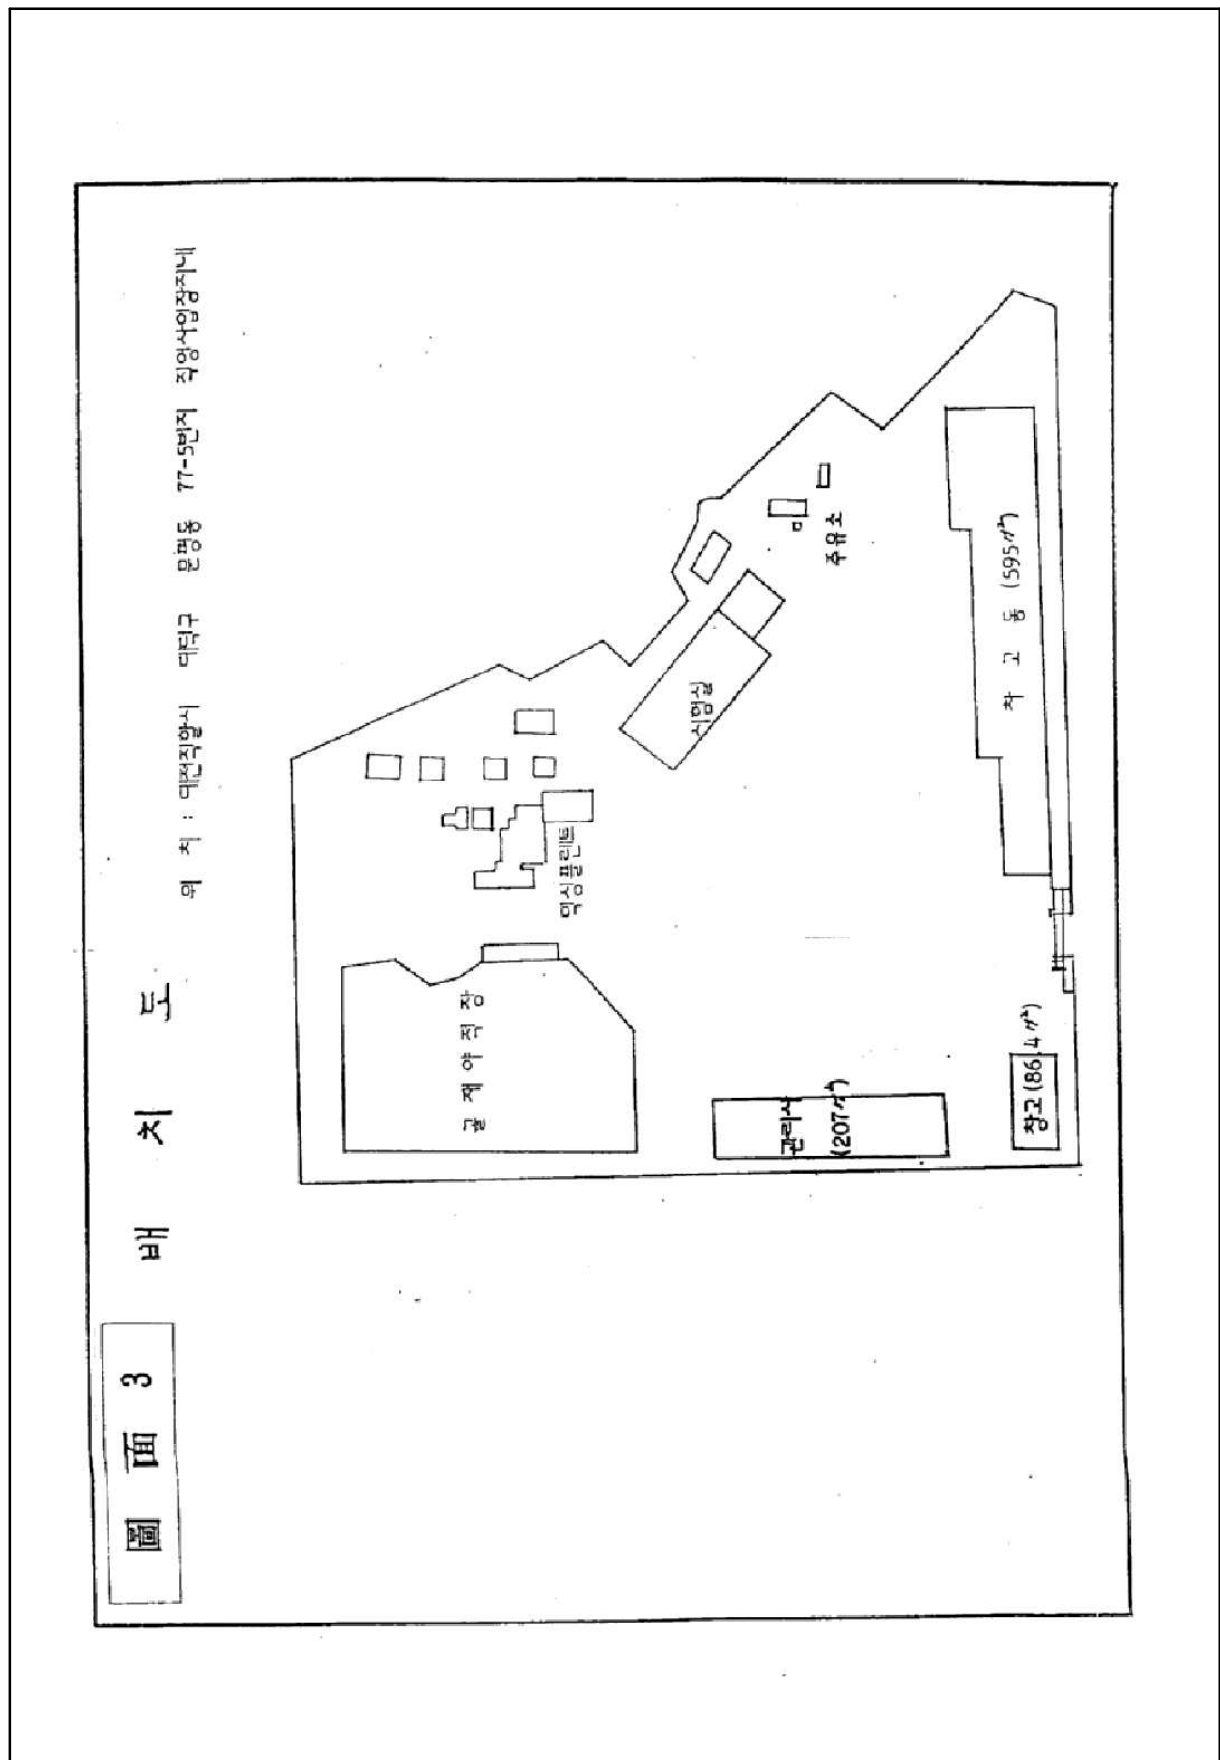 圖 面 3
배 치 도
위 치 : 대전직할시 대덕구 문평동 77-5번지 중앙사업장지내
골재야적장
믹싱플랜트
시험실
주유소
차 고 동 (595㎡)
관리사
(207㎡)
창고(86.4㎡)